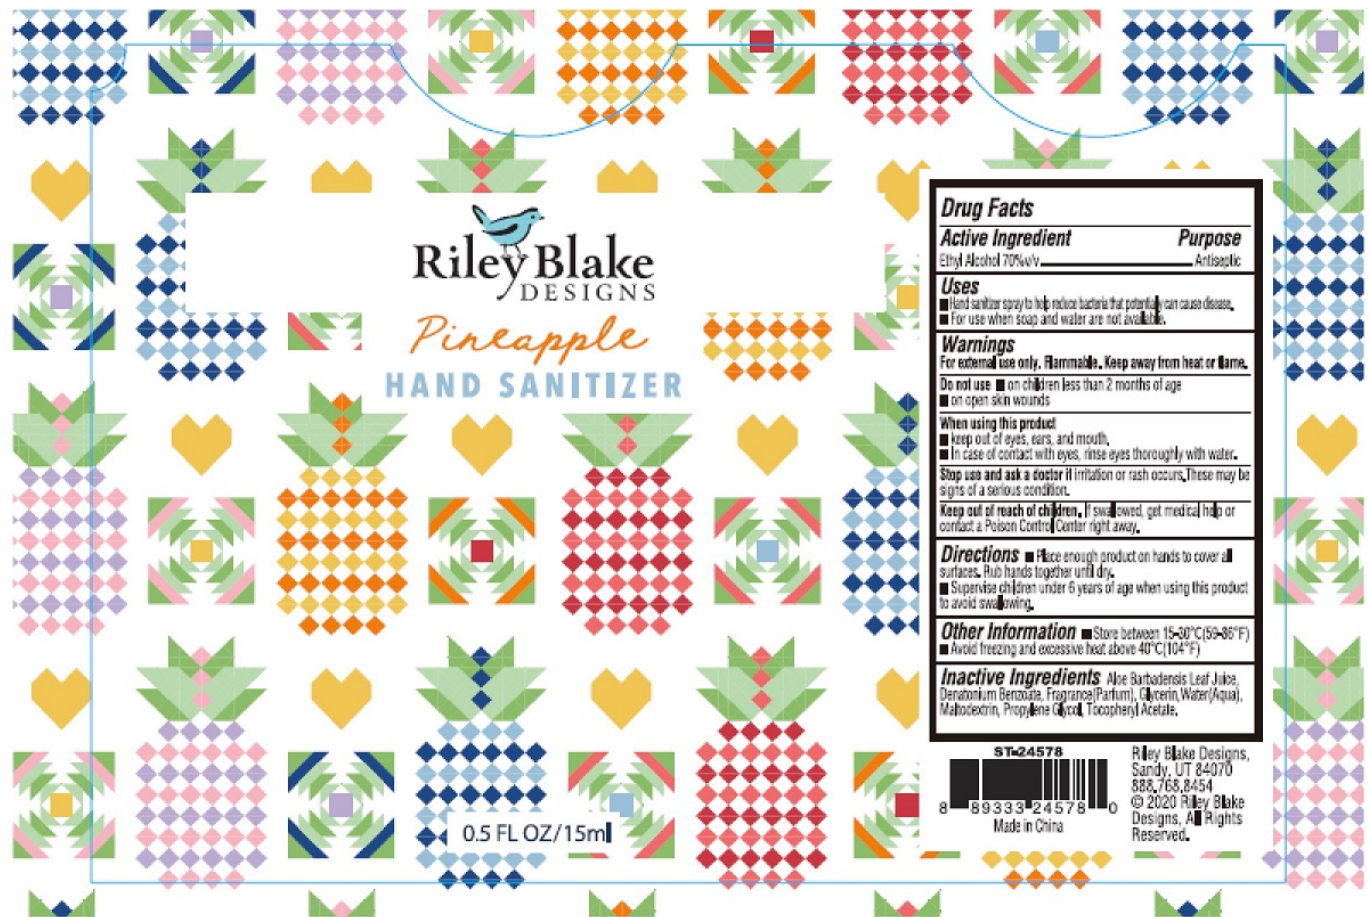 Riley Blake
DESIGNS
Pineapple
HAND SANITIZER
0.5 FL OZ/15ml
Drug Facts
Active Ingredient Purpose
Ethyl Alcohol 70%v/v Antiseptic
Uses
■ Hand sanitizer spray to help reduce bacteria that potentially can cause disease.
■ For use when soap and water are not available.
Warnings
For external use only. Flammable. Keep away from heat or flame.
Do not use ■ on children less than 2 months of age
■ on open skin wounds
When using this product
■ keep out of eyes, ears, and mouth.
■ In case of contact with eyes, rinse eyes thoroughly with water.
Stop use and ask a doctor if irritation or rash occurs. These may be
signs of a serious condition.
Keep out of reach of children. If swallowed, get medical help or
contact a Poison Control Center right away.
Directions ■ Place enough product on hands to cover all
surfaces. Rub hands together until dry.
■ Supervise children under 6 years of age when using this product
to avoid swallowing.
Other Information ■ Store between 15-30°C(59-86°F)
■ Avoid freezing and excessive heat above 40°C(104°F)
Inactive Ingredients Aloe Barbadensis Leaf Juice,
Denatonium Benzoate, Fragrance(Parfum), Glycerin, Water(Aqua),
Maltodextrin, Propylene Glycol, Tocopheryl Acetate.
ST-24578
8 89333 24578 0
Made in China
Riley Blake Designs,
Sandy, UT 84070
888.768.8454
© 2020 Riley Blake
Designs, All Rights
Reserved.